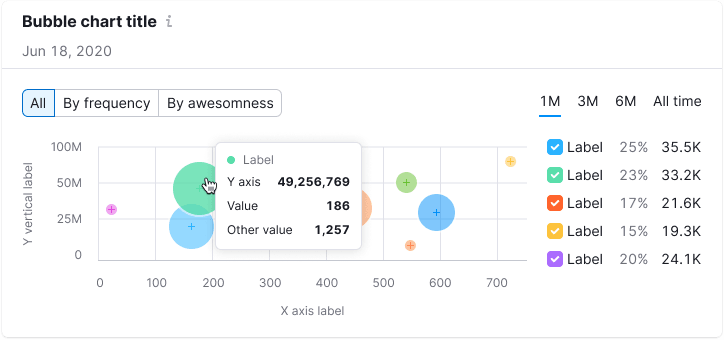 Bubble chart title i
Jun 18, 2020
All By frequency By awesomness
1M 3M 6M All time
Y vertical label
100M
50M
25M
0
Label
Y axis 49,256,769
Value 186
Other value 1,257
0 100 200 300 400 500 600 700
X axis label
Label 25% 35.5K
Label 23% 33.2K
Label 17% 21.6K
Label 15% 19.3K
Label 20% 24.1K